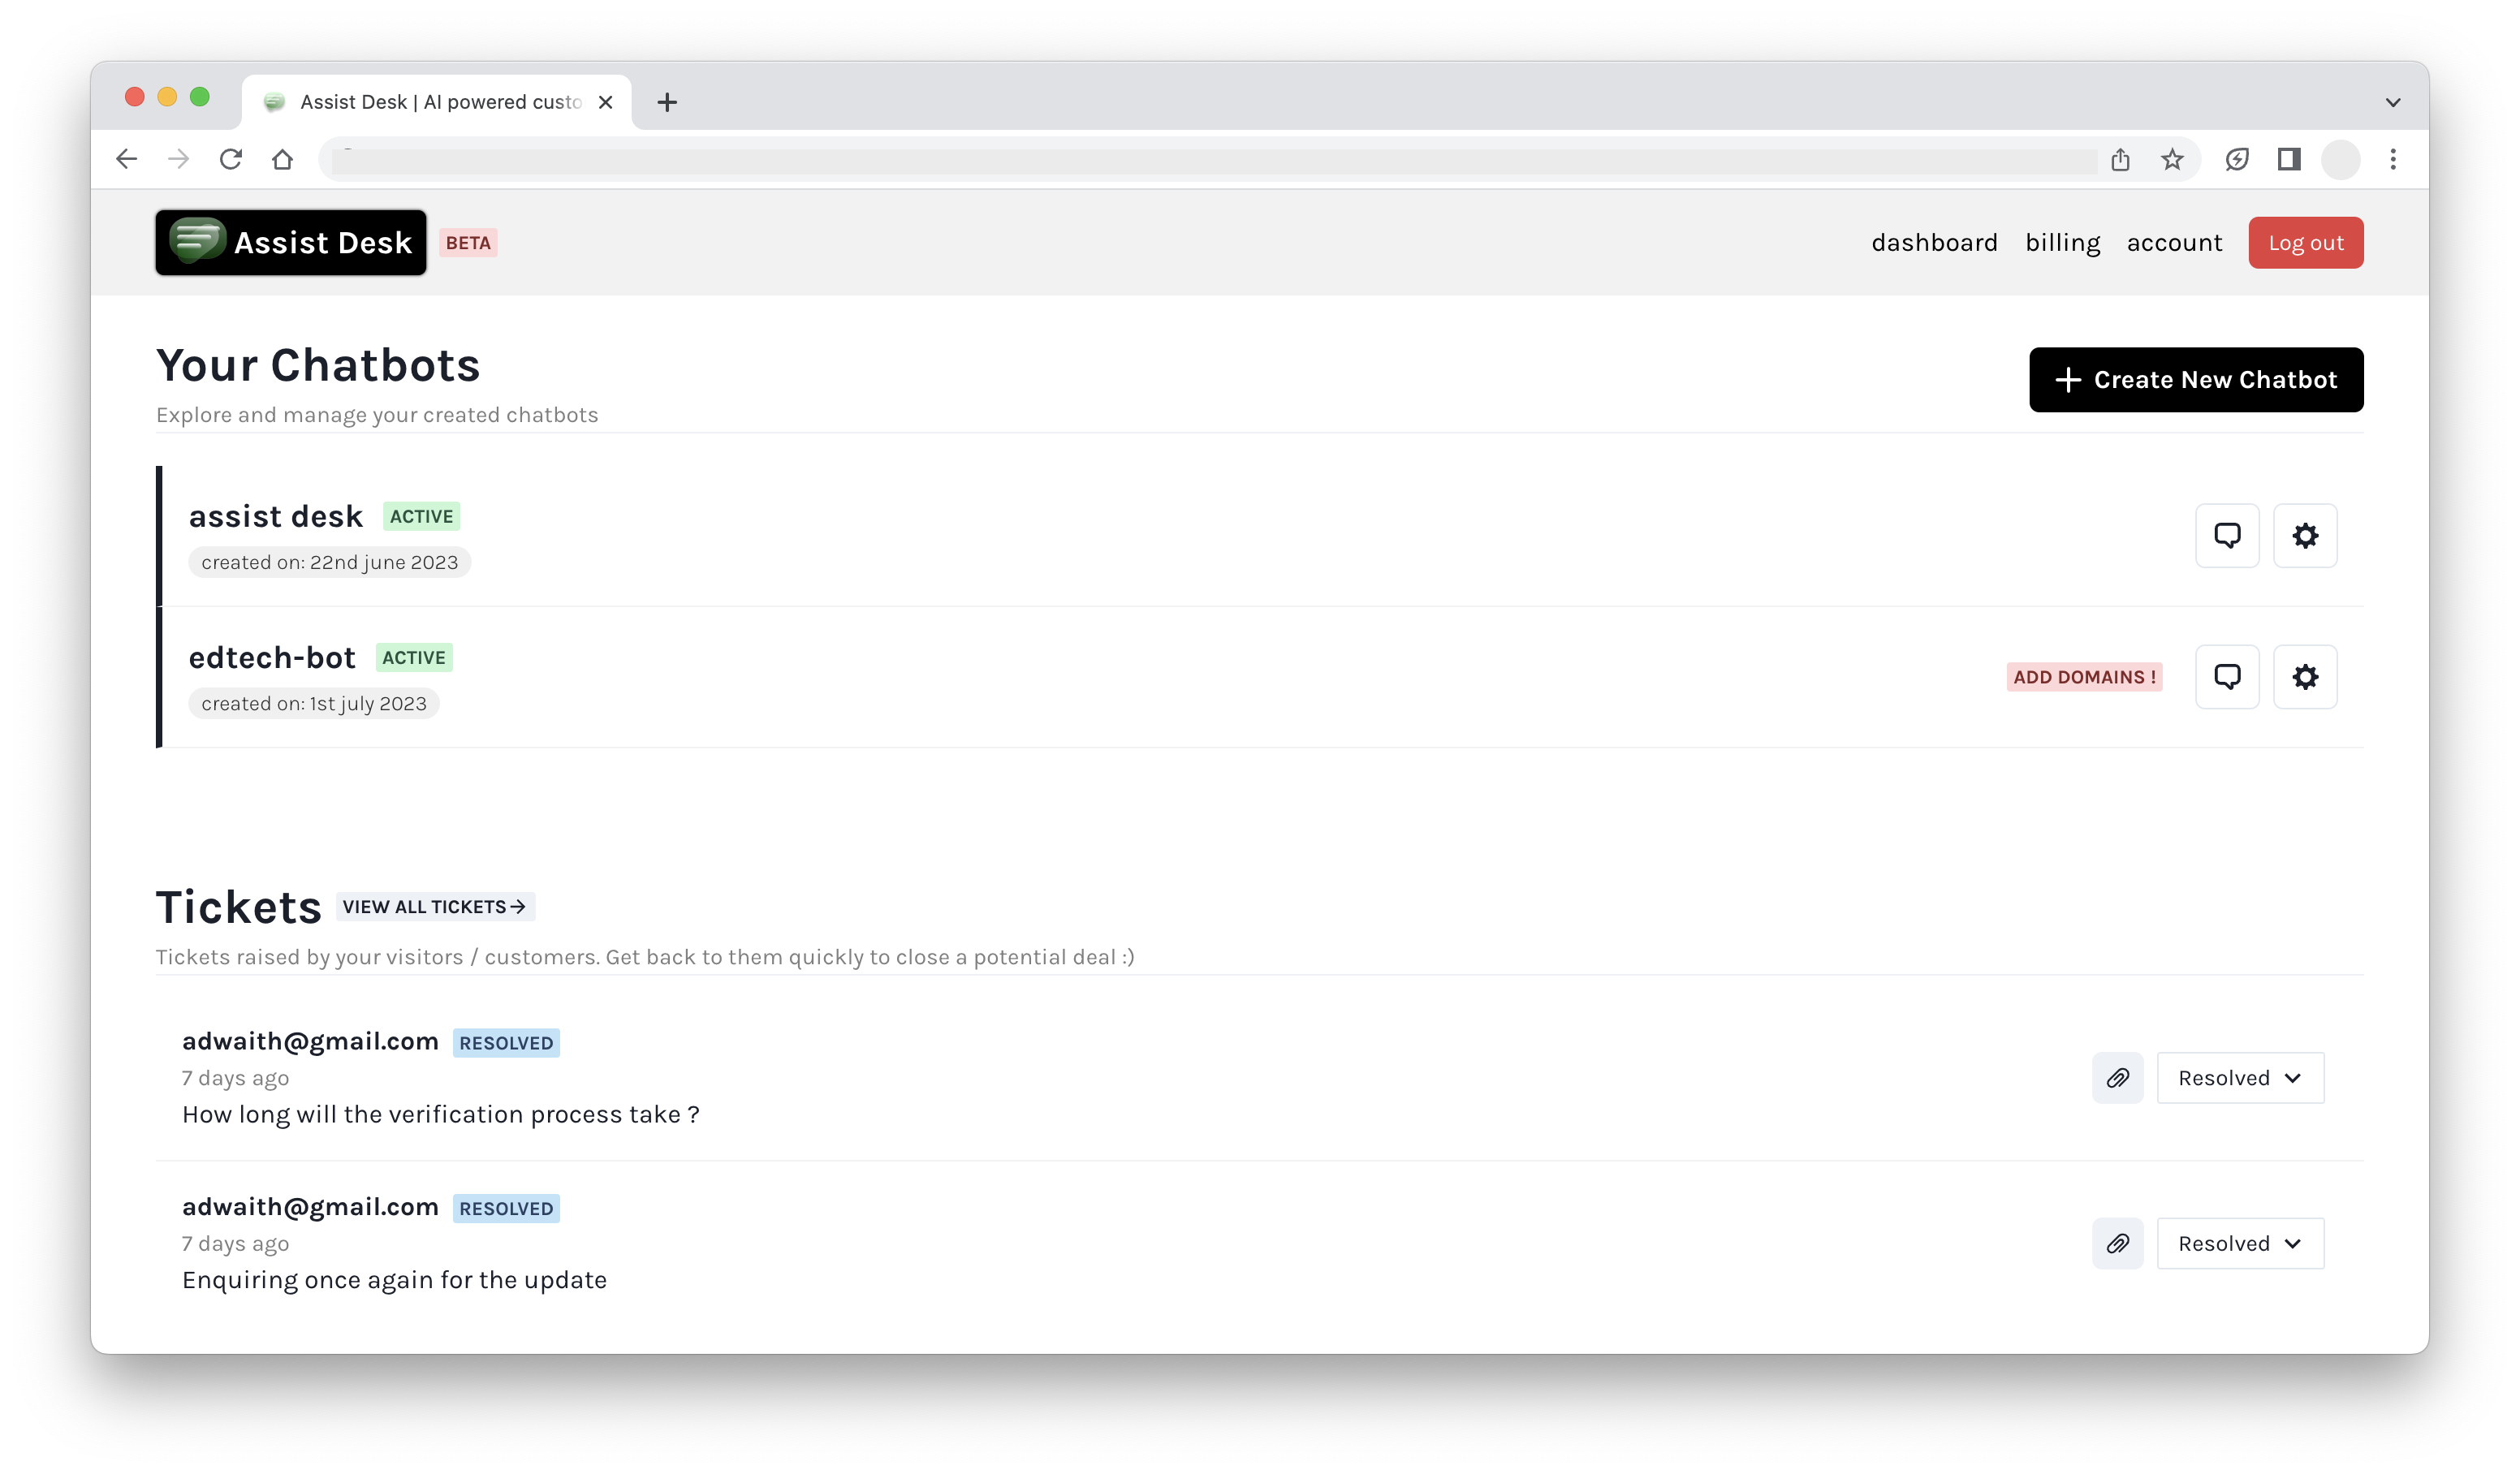 Assist Desk | AI powered custo
Assist Desk BETA dashboard billing account Log out
Your Chatbots
Create New Chatbot
Explore and manage your created chatbots
assist desk ACTIVE
created on: 22nd june 2023
edtech-bot ACTIVE
ADD DOMAINS !
created on: 1st july 2023
Tickets VIEW ALL TICKETS→
Tickets raised by your visitors / customers. Get back to them quickly to close a potential deal :)
adwaith@gmail.com RESOLVED
7 days ago
Resolved
How long will the verification process take ?
adwaith@gmail.com RESOLVED
7 days ago
Resolved
Enquiring once again for the update